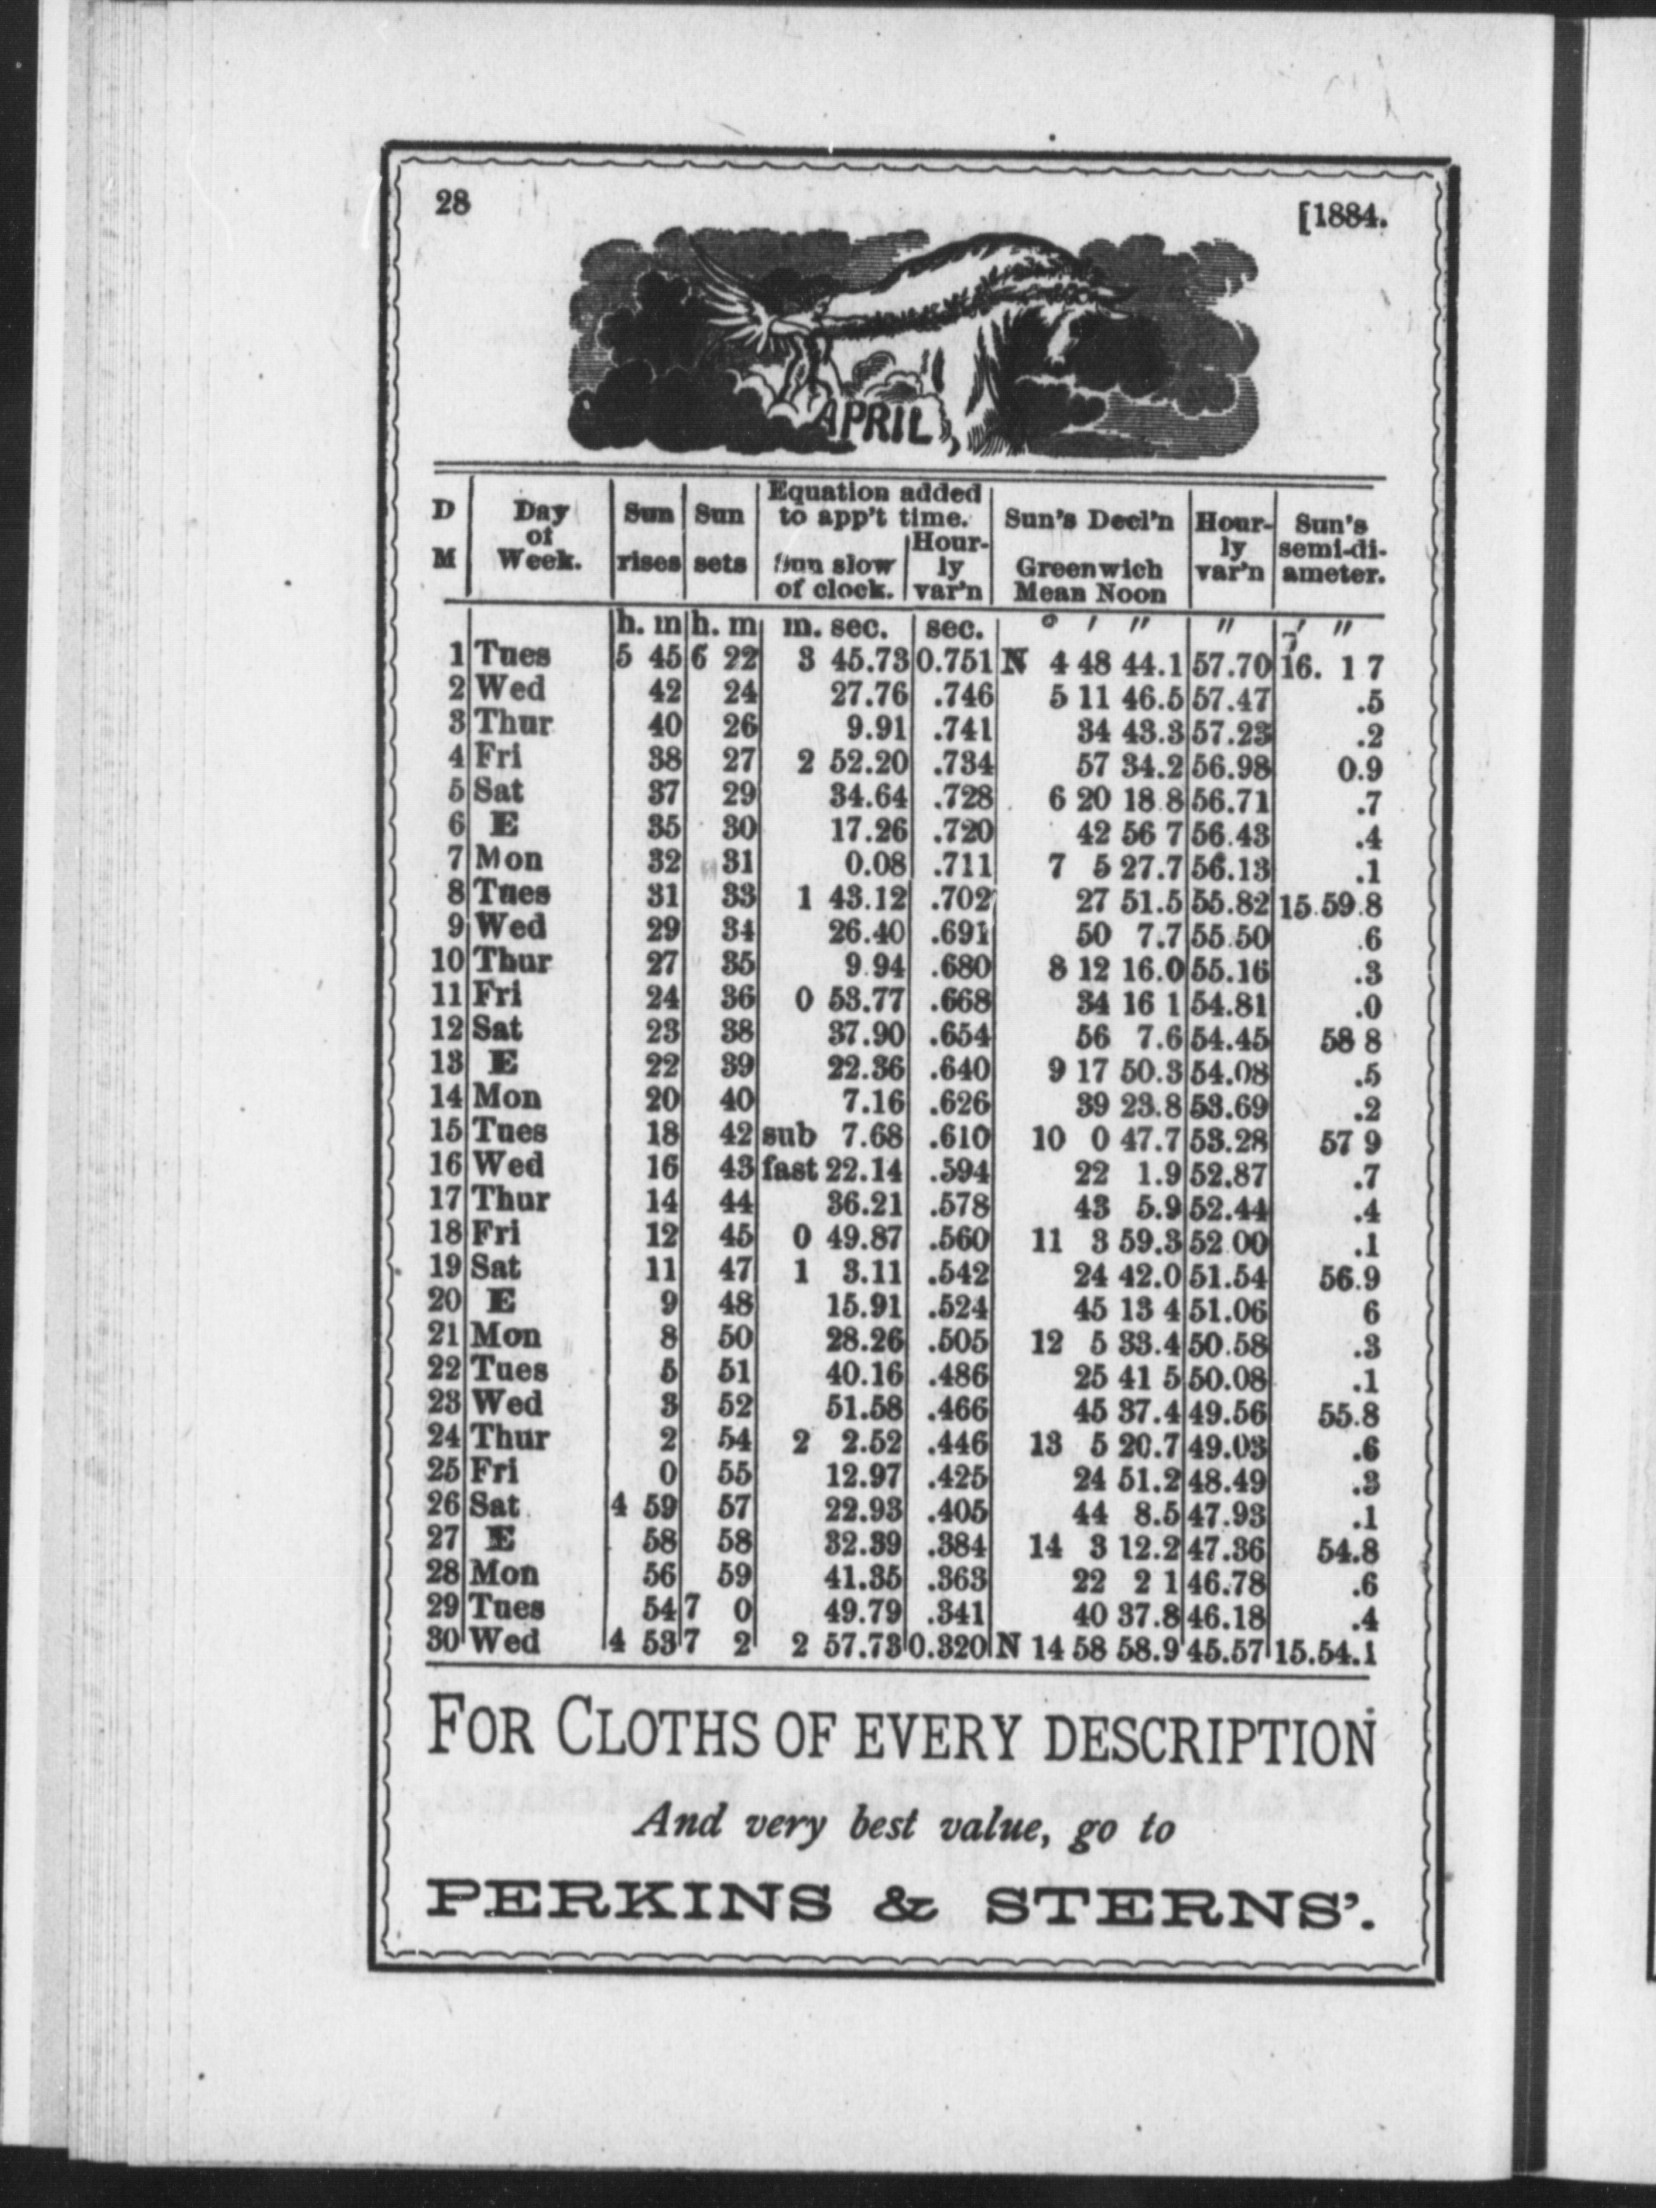 28 [1884.
APRIL,
D M Day of Week. Sun rises Sun sets Equation added to app't time. Sun slow of clock. Hour-ly var'n Sun's Decl'n Greenwich Mean Noon Hour-ly var'n Sun's semi-di-ameter.
h. m h. m m. sec. sec. ° ′ ″ ″ ′ ″
1 Tues 5 45 6 22 3 45.73 0.751 N 4 48 44.1 57.70 16. 1 7
2 Wed 42 24 27.76 .746 5 11 46.5 57.47 .5
3 Thur 40 26 9.91 .741 34 43.3 57.23 .2
4 Fri 38 27 2 52.20 .734 57 34.2 56.98 0.9
5 Sat 37 29 34.64 .728 6 20 18 8 56.71 .7
6 E 35 30 17.26 .720 42 56 7 56.43 .4
7 Mon 32 31 0.08 .711 7 5 27.7 56.13 .1
8 Tues 31 33 1 43.12 .702 27 51.5 55.82 15 59.8
9 Wed 29 34 26.40 .691 50 7.7 55.50 .6
10 Thur 27 35 9 94 .680 8 12 16.0 55.16 .3
11 Fri 24 36 0 53.77 .668 34 16 1 54.81 .0
12 Sat 23 38 37.90 .654 56 7.6 54.45 58 8
13 E 22 39 22.36 .640 9 17 50.3 54.08 .5
14 Mon 20 40 7.16 .626 39 23.8 53.69 .2
15 Tues 18 42 sub 7.68 .610 10 0 47.7 53.28 57 9
16 Wed 16 43 fast 22.14 .594 22 1.9 52.87 .7
17 Thur 14 44 36.21 .578 43 5.9 52.44 .4
18 Fri 12 45 0 49.87 .560 11 3 59.3 52 00 .1
19 Sat 11 47 1 3.11 .542 24 42.0 51.54 56.9
20 E 9 48 15.91 .524 45 13 4 51.06 6
21 Mon 8 50 28.26 .505 12 5 33.4 50.58 .3
22 Tues 5 51 40.16 .486 25 41 5 50.08 .1
23 Wed 3 52 51.58 .466 45 37.4 49.56 55.8
24 Thur 2 54 2 2.52 .446 13 5 20.7 49.03 .6
25 Fri 0 55 12.97 .425 24 51.2 48.49 .3
26 Sat 4 59 57 22.93 .405 44 8.5 47.93 .1
27 E 58 58 32.39 .384 14 3 12.2 47.36 54.8
28 Mon 56 59 41.35 .363 22 2 1 46.78 .6
29 Tues 54 7 0 49.79 .341 40 37.8 46.18 .4
30 Wed 4 53 7 2 2 57.73 0.320 N 14 58 58.9 45.57 15.54.1
FOR CLOTHS OF EVERY DESCRIPTION
And very best value, go to
PERKINS & STERNS'.